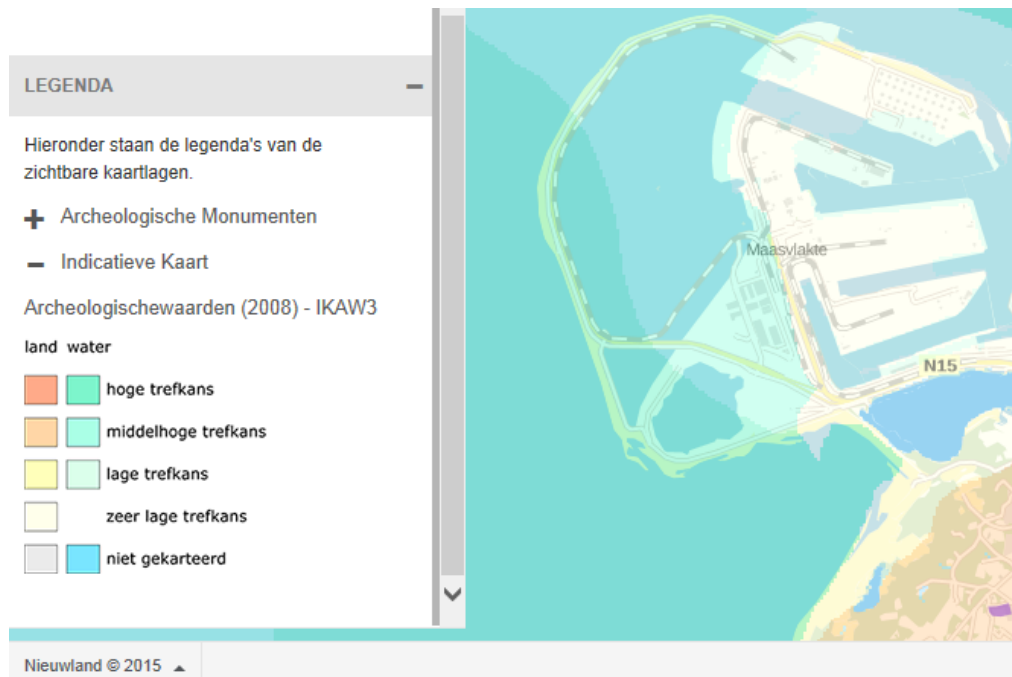 LEGENDA
Hieronder staan de legenda's van de
zichtbare kaartlagen.
Archeologische Monumenten
Indicatieve Kaart
Archeologischewaarden (2008) - IKAW3
land water
hoge trefkans
middelhoge trefkans
lage trefkans
zeer lage trefkans
niet gekarteerd
Nieuwland © 2015
Maasvlakte
N15